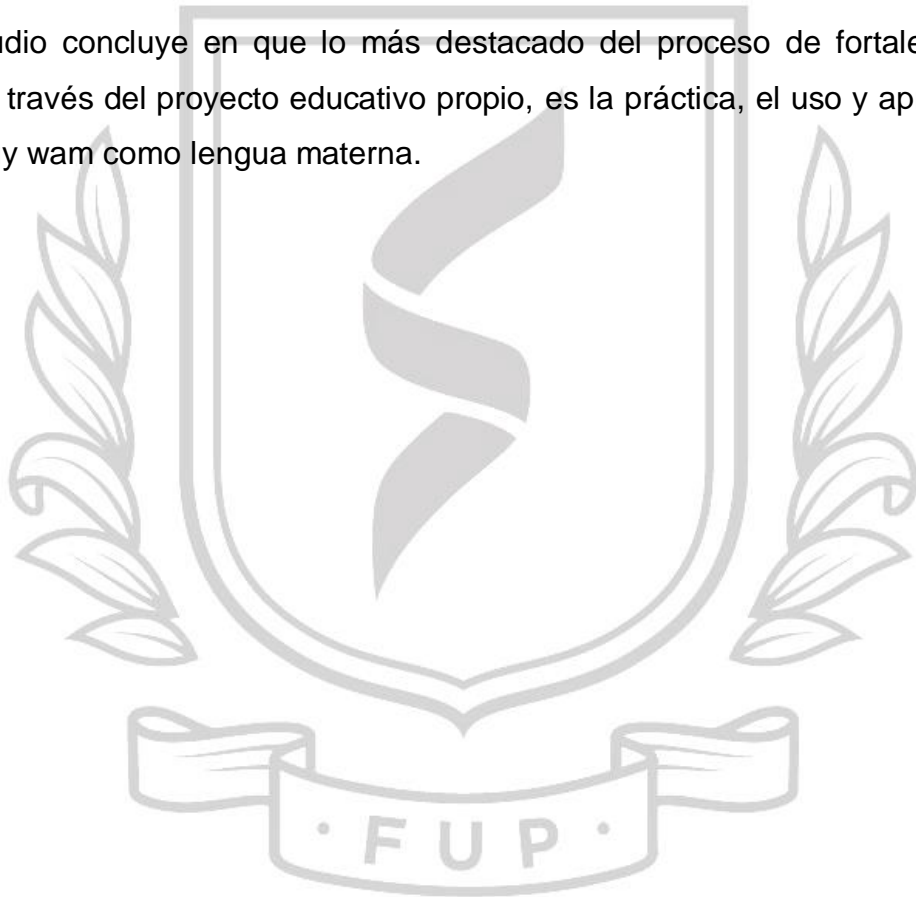 udio concluye en que lo más destacado del proceso de fortale
través del proyecto educativo propio, es la práctica, el uso y ap
y wam como lengua materna.
· FUP ·